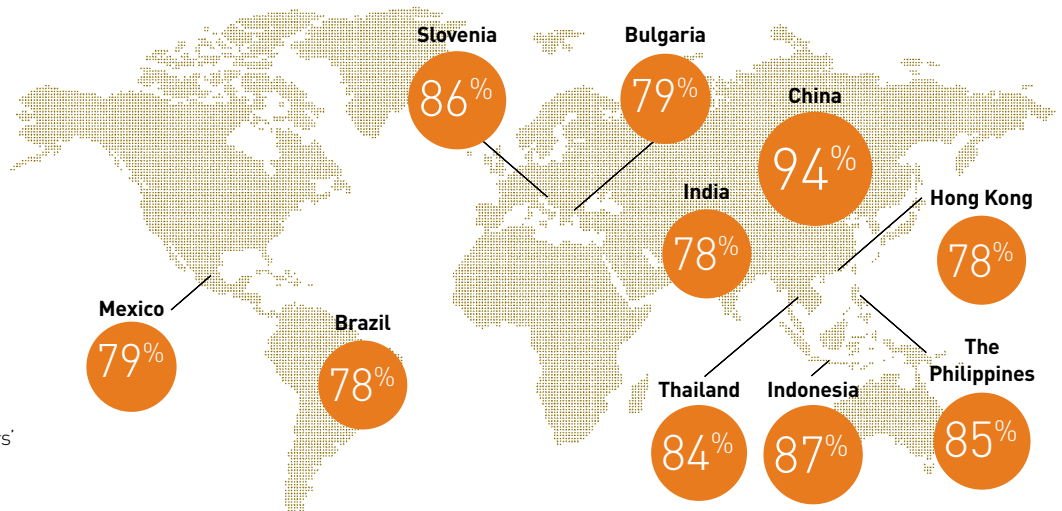 Slovenia
86%
Bulgaria
79%
China
94%
India
78%
Hong Kong
78%
Mexico
79%
Brazil
78%
Thailand
84%
Indonesia
87%
The
Philippines
85%